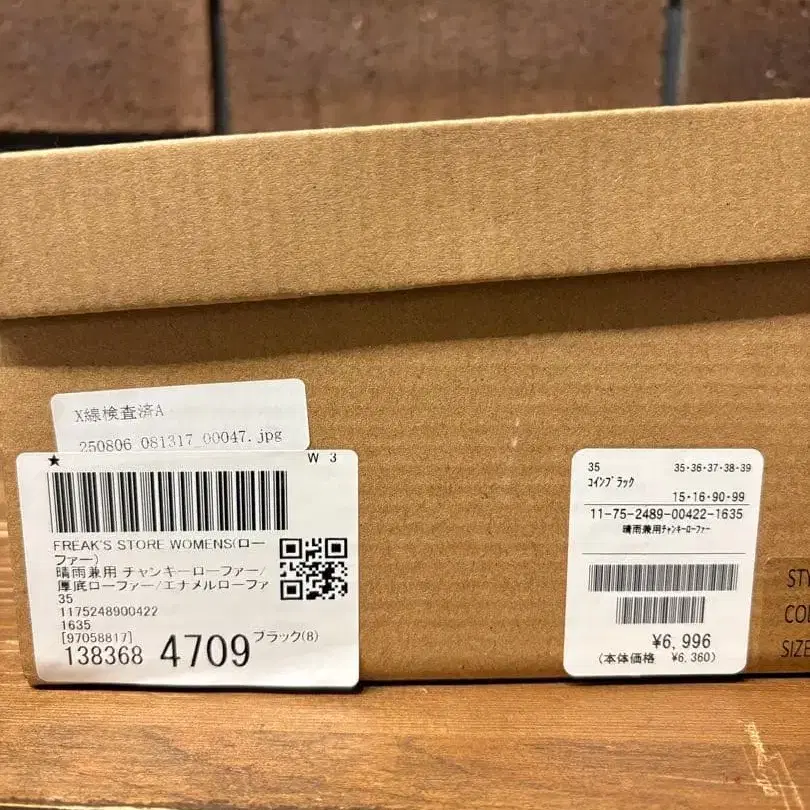 X線検査済A
250806_081317_00047.jpg
★ W 3
FREAK'S STORE WOMENS(ロー
ファー)
晴雨兼用 チャンキーローファー/
厚底ローファー/エナメルローファ
35
1175248900422
1635
[97058817]
138368 4709 ブラック(8)
35 35・36・37・38・39
コインブラック
15・16・90・99
11-75-2489-00422-1635
晴雨兼用チャンキーローファー
¥6,996
(本体価格 ¥6,360)
SIZE